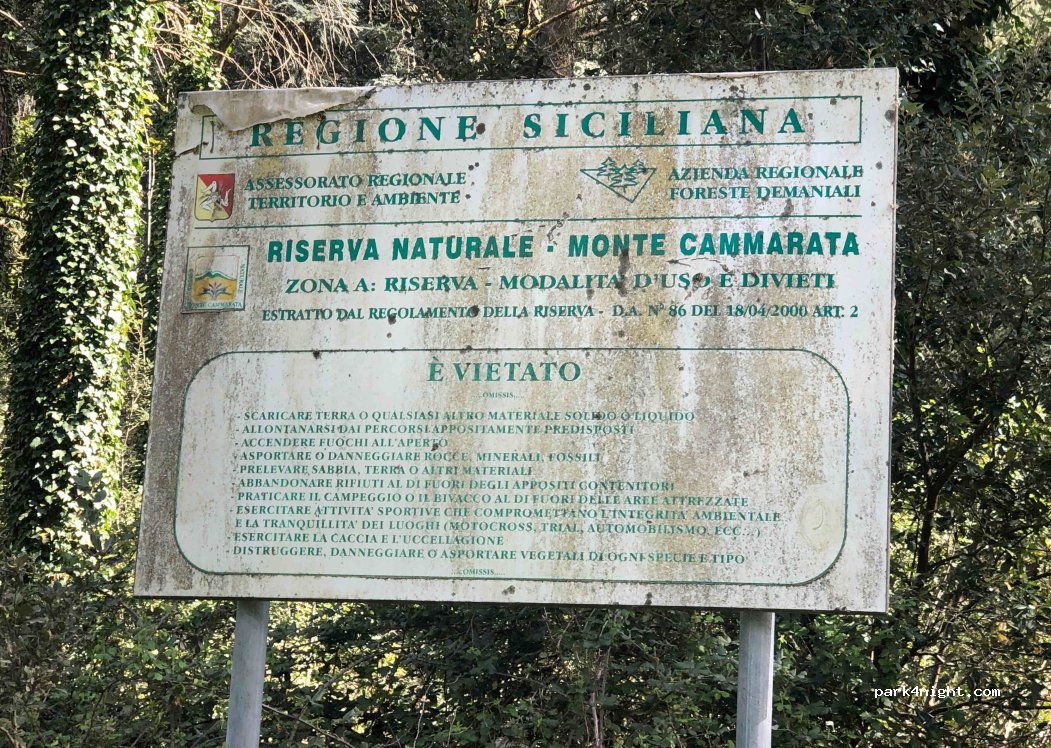 REGIONE SICILIANA
ASSESSORATO REGIONALE
TERRITORIO E AMBIENTE
AZIENDA REGIONALE
FORESTE DEMANIALI
RISERVA NATURALE - MONTE CAMMARATA
ZONA A: RISERVA - MODALITA' D'USO E DIVIETI
ESTRATTO DAL REGOLAMENTO DELLA RISERVA - D.A. N° 86 DEL 18/04/2000 ART. 2
MONTE CAMMARATA
È VIETATO
...OMISSIS....
- SCARICARE TERRA O QUALSIASI ALTRO MATERIALE SOLIDO O LIQUIDO
- ALLONTANARSI DAI PERCORSI APPOSITAMENTE PREDISPOSTI
- ACCENDERE FUOCHI ALL'APERTO
- ASPORTARE O DANNEGGIARE ROCCE, MINERALI, FOSSILI
- PRELEVARE SABBIA, TERRA O ALTRI MATERIALI
ABBANDONARE RIFIUTI AL DI FUORI DEGLI APPOSITI CONTENITORI
PRATICARE IL CAMPEGGIO O IL BIVACCO AL DI FUORI DELLE AREE ATTREZZATE
- ESERCITARE ATTIVITA' SPORTIVE CHE COMPROMETTANO L'INTEGRITA' AMBIENTALE
E LA TRANQUILLITA' DEI LUOGHI (MOTOCROSS, TRIAL, AUTOMOBILISMO, ECC...)
ESERCITARE LA CACCIA E L'UCCELLAGIONE
DISTRUGGERE, DANNEGGIARE O ASPORTARE VEGETALI DI OGNI SPECIE E TIPO
....OMISSIS.....
park4night.com